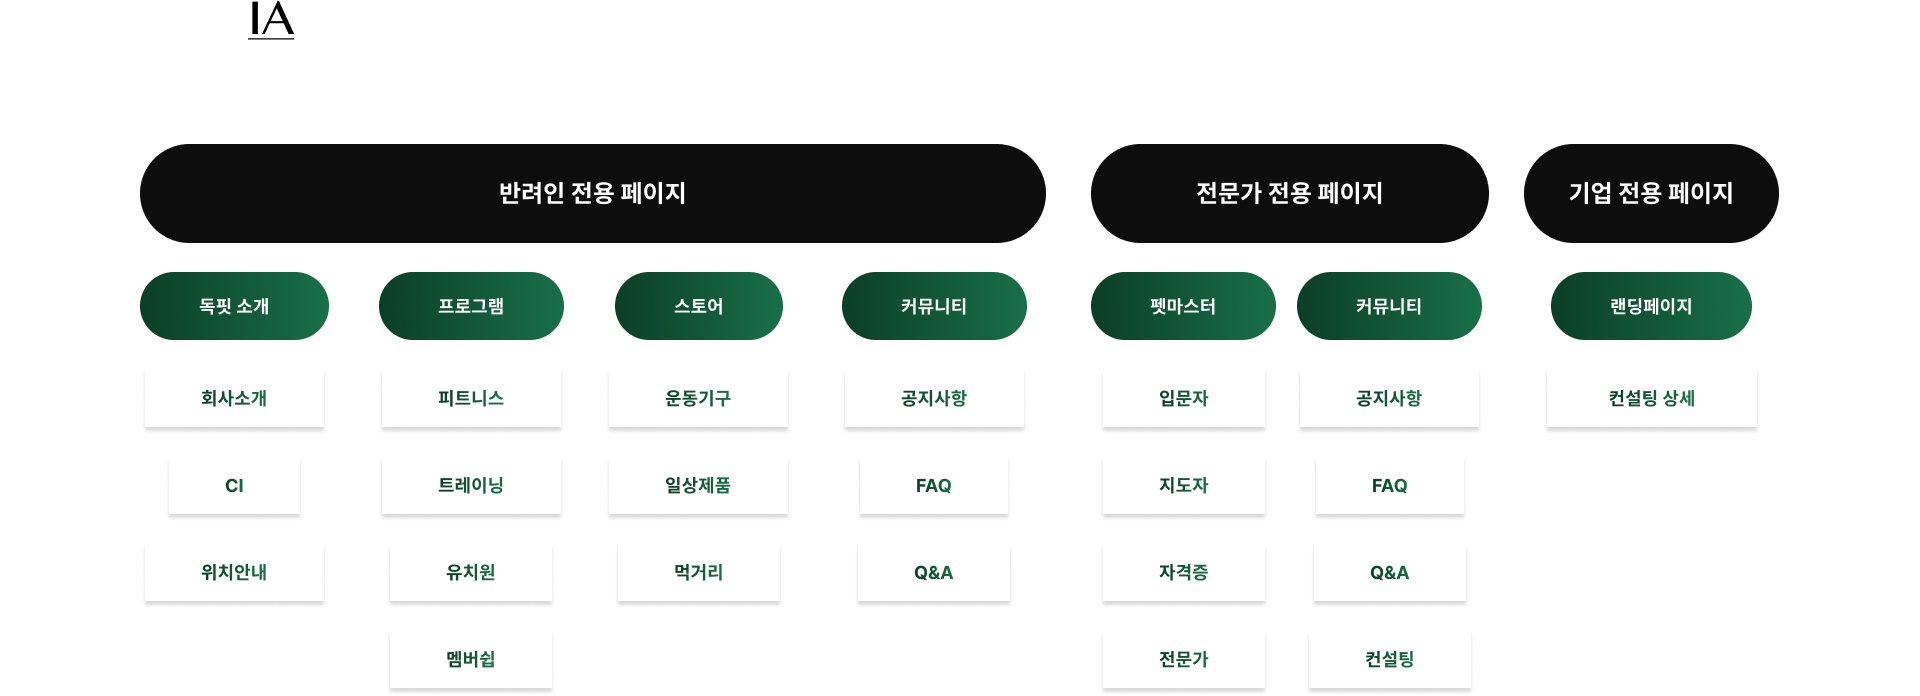 IA
반려인 전용 페이지
전문가 전용 페이지
기업 전용 페이지
독핏 소개
프로그램
스토어
커뮤니티
펫마스터
커뮤니티
랜딩페이지
회사소개
피트니스
운동기구
공지사항
입문자
공지사항
컨설팅 상세
CI
트레이닝
일상제품
FAQ
지도자
FAQ
위치안내
유치원
먹거리
Q&A
자격증
Q&A
멤버쉽
전문가
컨설팅